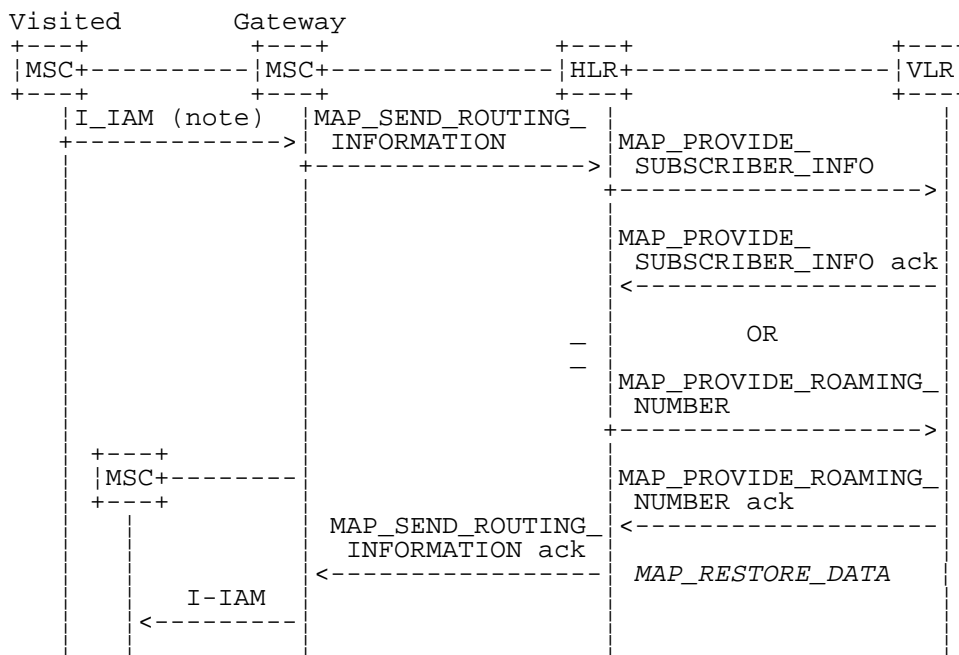 Visited Gateway
MSC MSC HLR VLR
I_IAM (note) MAP_SEND_ROUTING_
INFORMATION MAP_PROVIDE_
SUBSCRIBER_INFO
MAP_PROVIDE_
SUBSCRIBER_INFO ack
OR
MAP_PROVIDE_ROAMING_
NUMBER
MSC MAP_PROVIDE_ROAMING_
NUMBER ack
MAP_SEND_ROUTING_
INFORMATION ack
MAP_RESTORE_DATA
I-IAM